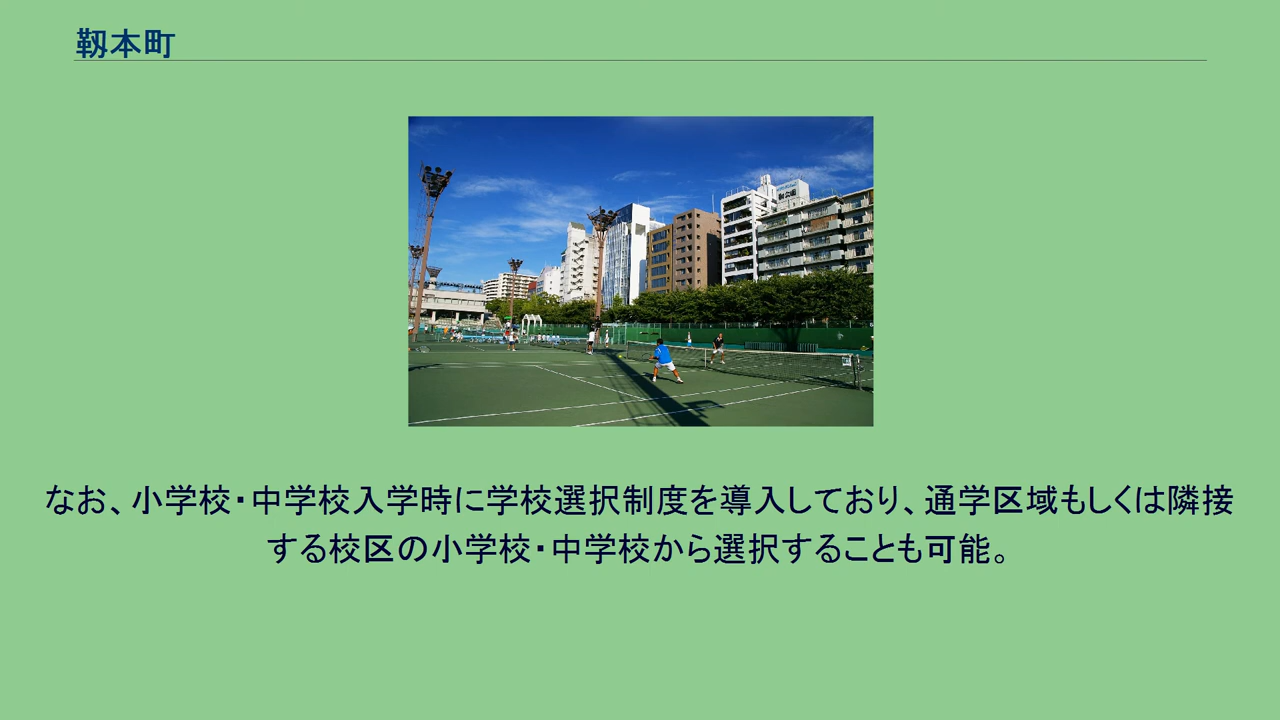 靱本町
なお、小学校・中学校入学時に学校選択制度を導入しており、通学区域もしくは隣接
する校区の小学校・中学校から選択することも可能。